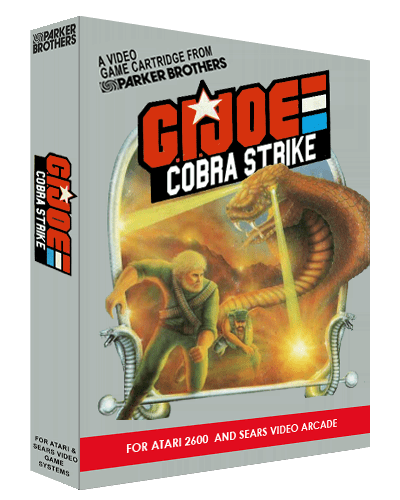 PARKER
BROTHERS
G.I.JOE
COBRA STRIKE
FOR ATARI &
SEARS VIDEO
GAME
SYSTEMS
A VIDEO
GAME CARTRIDGE FROM
PARKER BROTHERS
G.I.JOE
COBRA STRIKE
FOR ATARI 2600 AND SEARS VIDEO ARCADE